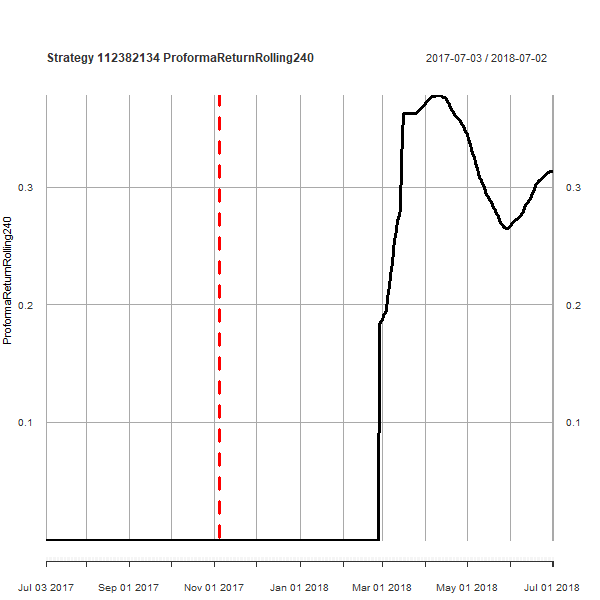 Strategy 112382134 ProformaReturnRolling240
2017-07-03 / 2018-07-02
ProformaReturnRolling240
0.3
0.3
0.2
0.2
0.1
0.1
Jul 03 2017
Sep 01 2017
Nov 01 2017
Jan 01 2018
Mar 01 2018
May 01 2018
Jul 01 2018